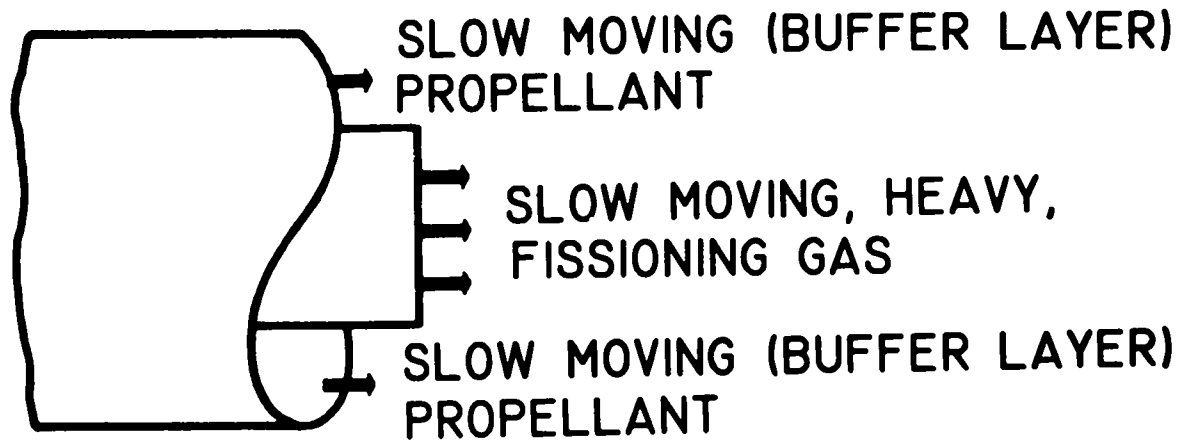 SLOW MOVING (BUFFER LAYER)
PROPELLANT
SLOW MOVING, HEAVY,
FISSIONING GAS
SLOW MOVING (BUFFER LAYER)
PROPELLANT